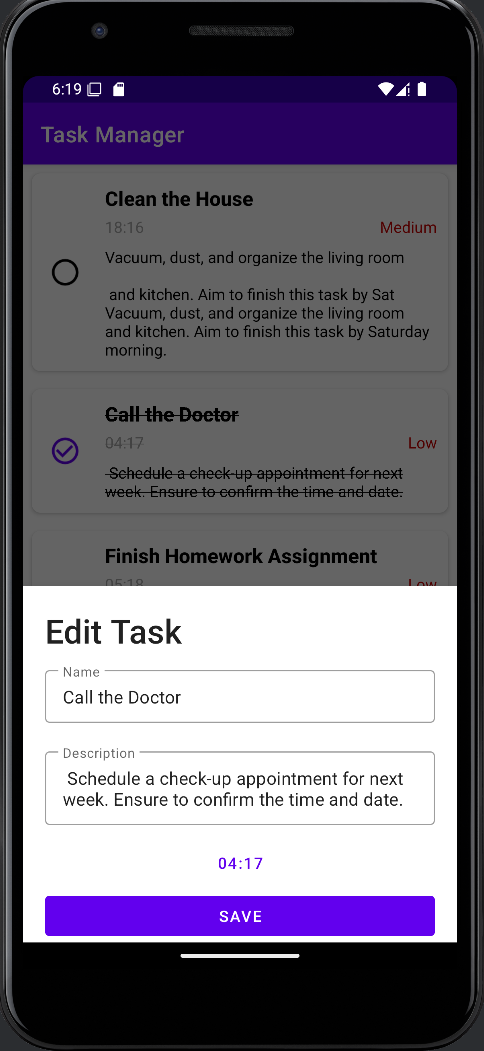 6:19
Task Manager
Clean the House
18:16
Medium
Vacuum, dust, and organize the living room
and kitchen. Aim to finish this task by Sat
Vacuum, dust, and organize the living room
and kitchen. Aim to finish this task by Saturday
morning.
Call the Doctor
04:17
Low
Schedule a check-up appointment for next
week. Ensure to confirm the time and date.
Finish Homework Assignment
05:18
Low
Edit Task
Name
Call the Doctor
Description
Schedule a check-up appointment for next
week. Ensure to confirm the time and date.
04:17
SAVE